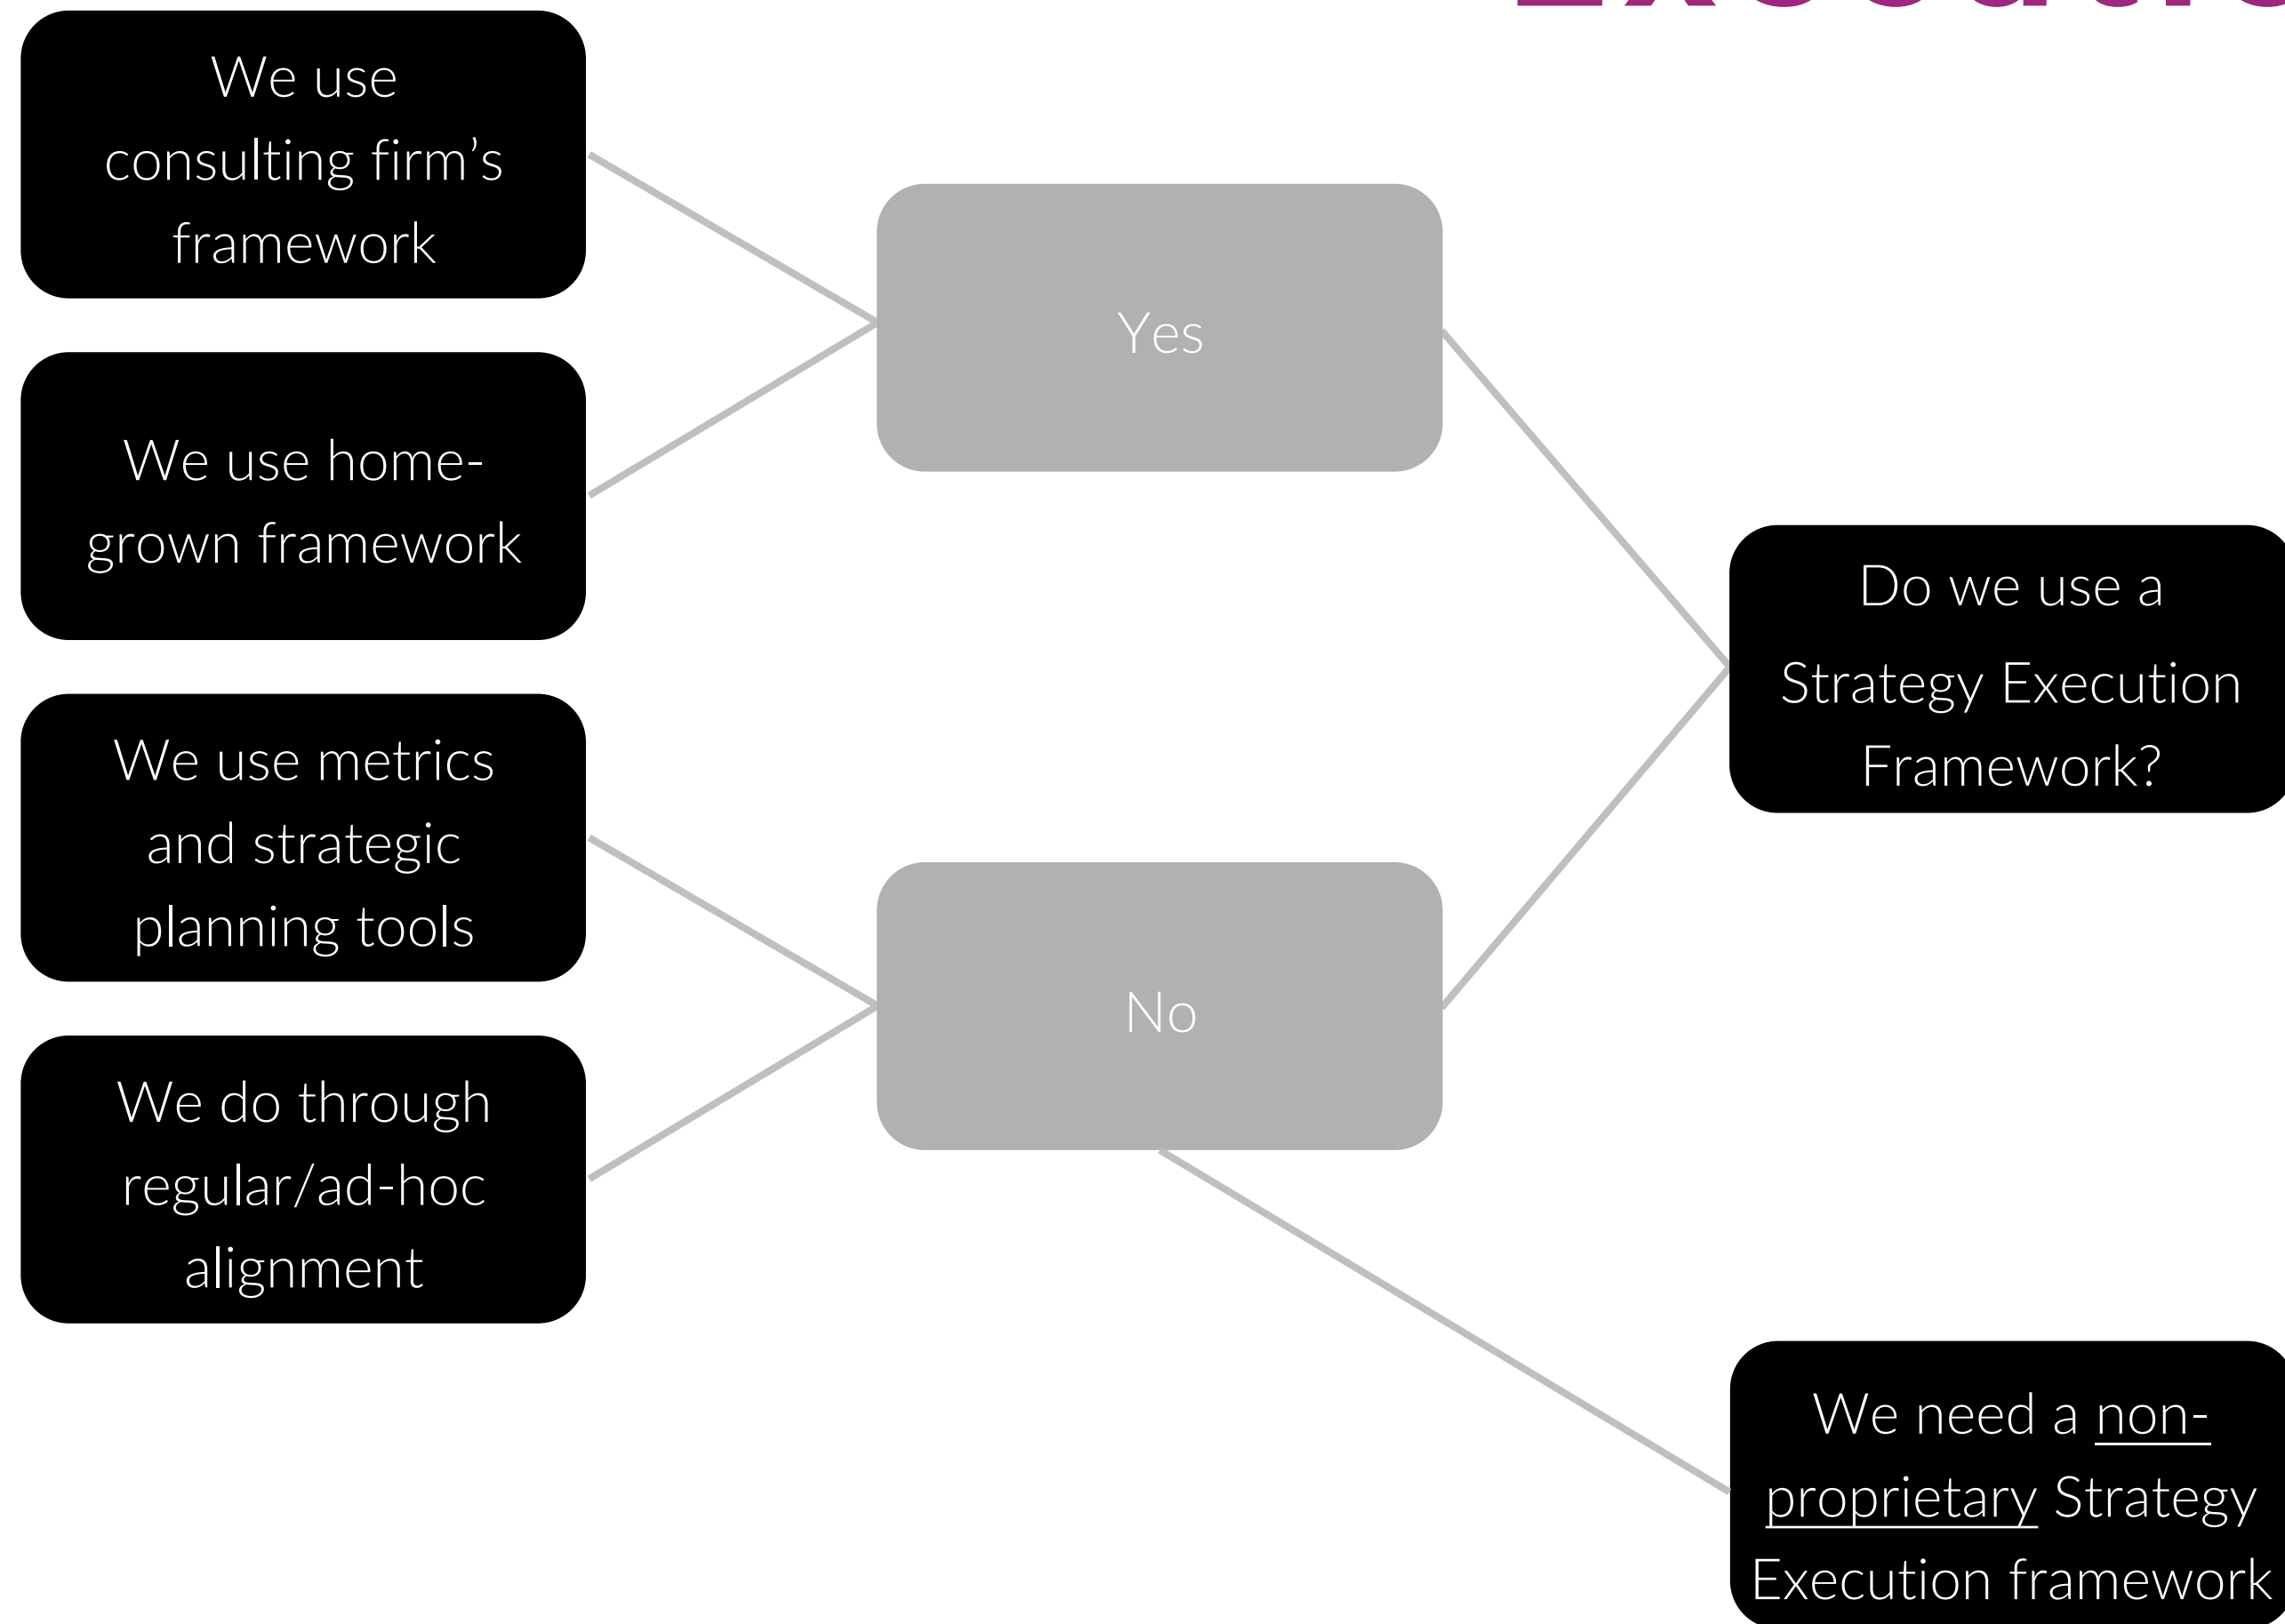 We use
consulting firm’s
framework
Yes
We use home-
grown framework
Do we use a
Strategy Execution
Framework?
We use metrics
and strategic
planning tools
No
We do through
regular/ad-hoc
alignment
We need a non-
proprietary Strategy
Execution framework